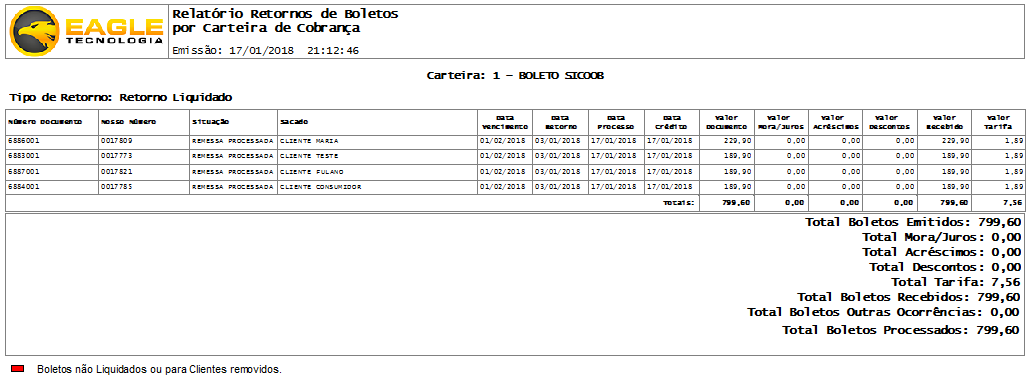 EAGLE
TECNOLOGIA
Relatório Retornos de Boletos
por Carteira de Cobrança
Emissão: 17/01/2018 21:12:46
Carteira: 1 - BOLETO SICOOB
Tipo de Retorno: Retorno Liquidado
Número Documento Nosso Número Situação Sacado Data Vencimento Data Retorno Data Processo Data Crédito Valor Documento Valor Mora/Juros Valor Acréscimos Valor Descontos Valor Recebido Valor Tarifa
6886001 0017809 REMESSA PROCESSADA CLIENTE MARIA 01/02/2018 03/01/2018 17/01/2018 17/01/2018 229,90 0,00 0,00 0,00 229,90 1,89
6883001 0017773 REMESSA PROCESSADA CLIENTE TESTE 01/02/2018 03/01/2018 17/01/2018 17/01/2018 189,90 0,00 0,00 0,00 189,90 1,89
6887001 0017821 REMESSA PROCESSADA CLIENTE FULANO 01/02/2018 03/01/2018 17/01/2018 17/01/2018 189,90 0,00 0,00 0,00 189,90 1,89
6884001 0017785 REMESSA PROCESSADA CLIENTE CONSUMIDOR 01/02/2018 03/01/2018 17/01/2018 17/01/2018 189,90 0,00 0,00 0,00 189,90 1,89
Totais: 799,60 0,00 0,00 0,00 799,60 7,56
Total Boletos Emitidos: 799,60
Total Mora/Juros: 0,00
Total Acréscimos: 0,00
Total Descontos: 0,00
Total Tarifa: 7,56
Total Boletos Recebidos: 799,60
Total Boletos Outras Ocorrências: 0,00
Total Boletos Processados: 799,60
Boletos não Liquidados ou para Clientes removidos.